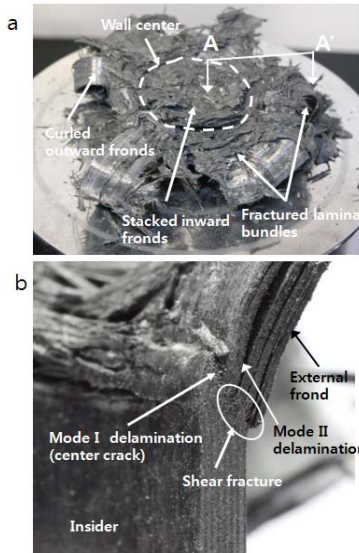 a
Wall center
A
A'
Curled
outward fronds
Stacked inward
fronds
Fractured lamina
bundles
b
External
frond
Mode I delamination
(center crack)
Mode II
delamination
Shear fracture
Insider